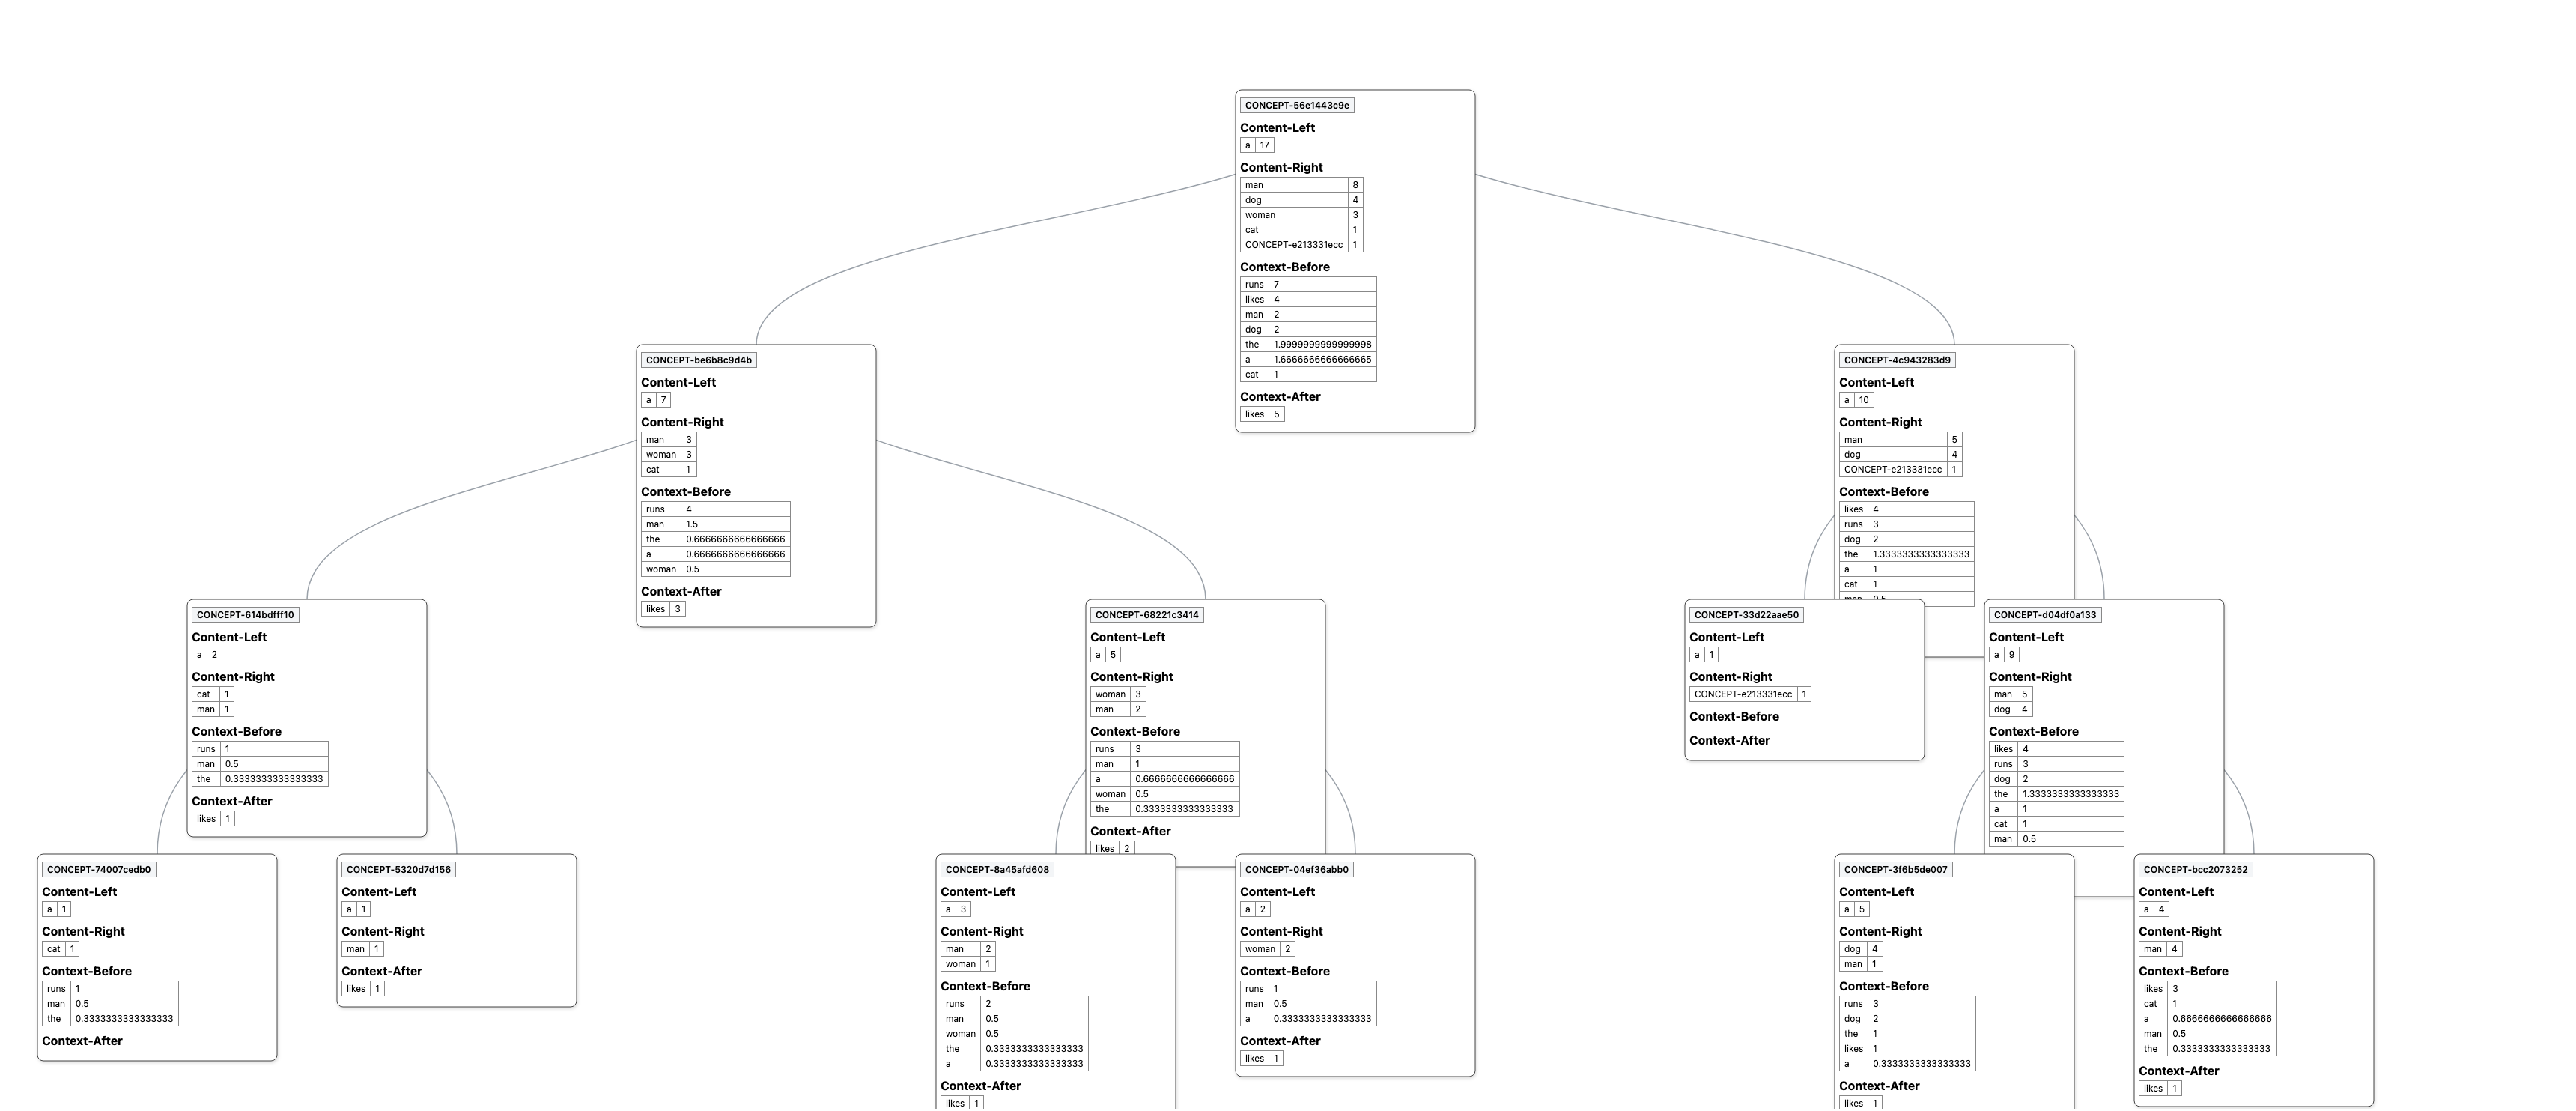 CONCEPT-56e1443c9e
Content-Left
a 17
Content-Right
man 8
dog 4
woman 3
cat 1
CONCEPT-e213331ecc 1
Context-Before
runs 7
likes 4
man 2
dog 2
the 1.9999999999999998
a 1.6666666666666665
cat 1
Context-After
likes 5
CONCEPT-be6b8c9d4b
Content-Left
a 7
Content-Right
man 3
woman 3
cat 1
Context-Before
runs 4
man 1.5
the 0.6666666666666666
a 0.6666666666666666
woman 0.5
Context-After
likes 3
CONCEPT-4c943283d9
Content-Left
a 10
Content-Right
man 5
dog 4
CONCEPT-e213331ecc 1
Context-Before
likes 4
runs 3
dog 2
the 1.3333333333333333
a 1
cat 1
man 0.5
CONCEPT-614bdfff10
Content-Left
a 2
Content-Right
cat 1
man 1
Context-Before
runs 1
man 0.5
the 0.3333333333333333
Context-After
likes 1
CONCEPT-68221c3414
Content-Left
a 5
Content-Right
woman 3
man 2
Context-Before
runs 3
man 1
a 0.6666666666666666
woman 0.5
the 0.3333333333333333
Context-After
likes 2
CONCEPT-33d22aae50
Content-Left
a 1
Content-Right
CONCEPT-e213331ecc 1
Context-Before
Context-After
CONCEPT-d04df0a133
Content-Left
a 9
Content-Right
man 5
dog 4
Context-Before
likes 4
runs 3
dog 2
the 1.3333333333333333
a 1
cat 1
man 0.5
CONCEPT-74007cedb0
Content-Left
a 1
Content-Right
cat 1
Context-Before
runs 1
man 0.5
the 0.3333333333333333
Context-After
CONCEPT-5320d7d156
Content-Left
a 1
Content-Right
man 1
Context-After
likes 1
CONCEPT-8a45afd608
Content-Left
a 3
Content-Right
man 2
woman 1
Context-Before
runs 2
man 0.5
woman 0.5
the 0.3333333333333333
a 0.3333333333333333
Context-After
likes 1
CONCEPT-04ef36abb0
Content-Left
a 2
Content-Right
woman 2
Context-Before
runs 1
man 0.5
a 0.3333333333333333
Context-After
likes 1
CONCEPT-3f6b5de007
Content-Left
a 5
Content-Right
dog 4
man 1
Context-Before
runs 3
dog 2
the 1
likes 1
a 0.3333333333333333
Context-After
likes 1
CONCEPT-bcc2073252
Content-Left
a 4
Content-Right
man 4
Context-Before
likes 3
cat 1
a 0.6666666666666666
man 0.5
the 0.3333333333333333
Context-After
likes 1